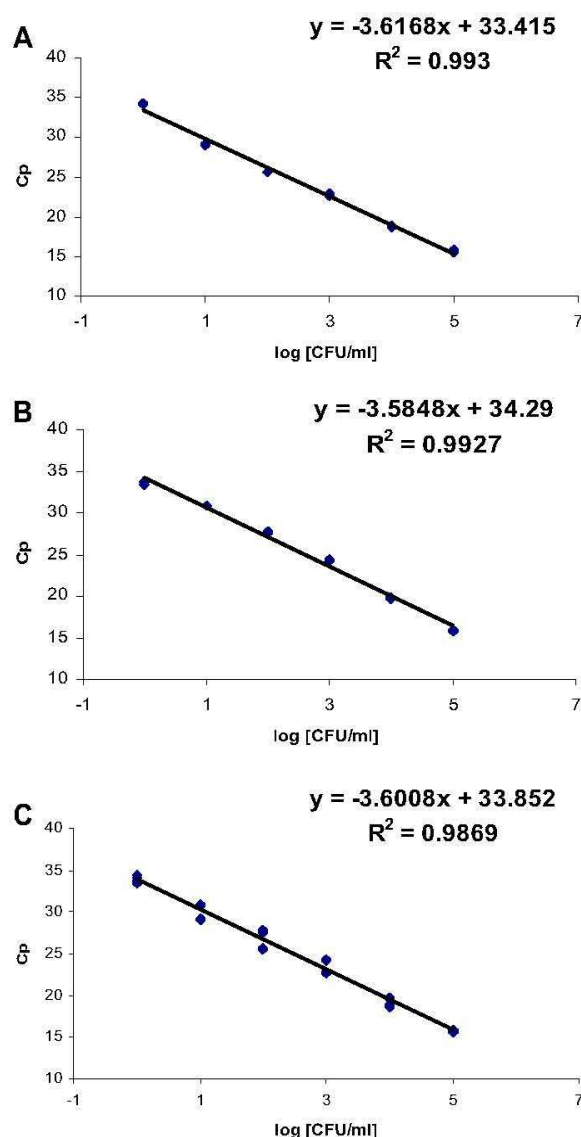 A
y = -3.6168x + 33.415
R² = 0.993
40
35
30
25
20
15
10
Cp
-1 1 3 5 7
log [CFU/ml]
B
y = -3.5848x + 34.29
R² = 0.9927
40
35
30
25
20
15
10
Cp
-1 1 3 5 7
log [CFU/ml]
C
y = -3.6008x + 33.852
R² = 0.9869
40
35
30
25
20
15
10
Cp
-1 1 3 5 7
log [CFU/ml]